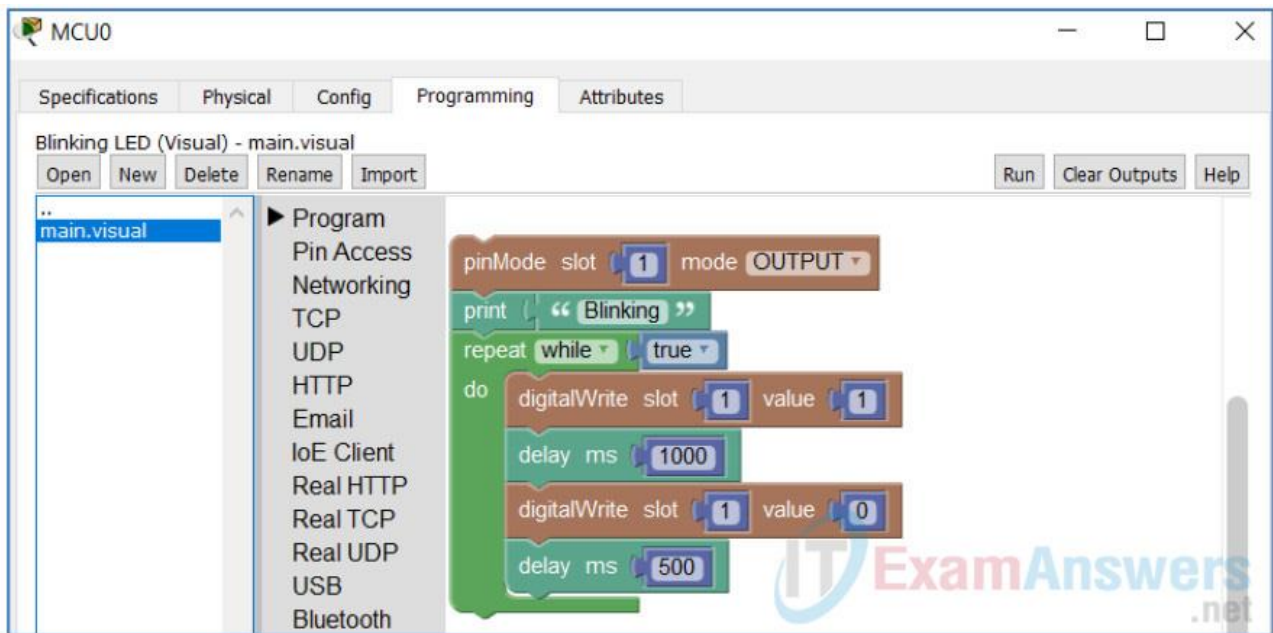 MCU0
Specifications Physical Config Programming Attributes
Blinking LED (Visual) - main.visual
Open New Delete Rename Import Run Clear Outputs Help
..
main.visual
Program
Pin Access
Networking
TCP
UDP
HTTP
Email
IoE Client
Real HTTP
Real TCP
Real UDP
USB
Bluetooth
pinMode slot 1 mode OUTPUT
print “ Blinking ”
repeat while true
do
digitalWrite slot 1 value 1
delay ms 1000
digitalWrite slot 1 value 0
delay ms 500
ITExamAnswers
.net